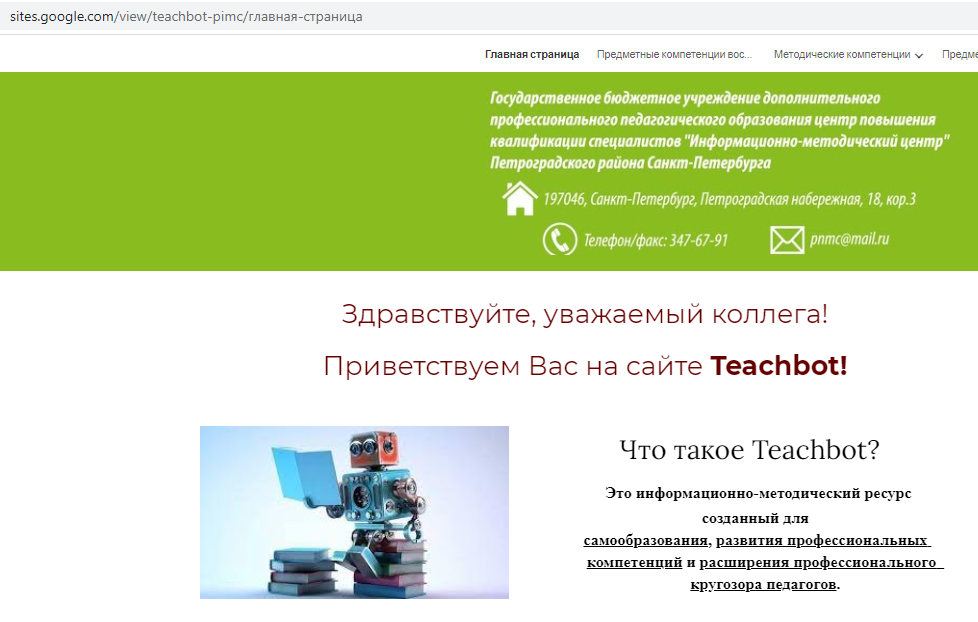 sites.google.com/view/teachbot-pimc/главная-страница
Главная страница Предметные компетенции вос... Методические компетенции Предме
Государственное бюджетное учреждение дополнительного
профессионального педагогического образования центр повышения
квалификации специалистов "Информационно-методический центр"
Петроградского района Санкт-Петербурга
197046, Санкт-Петербург, Петроградская набережная, 18, кор.3
Телефон/факс: 347-67-91 pnmc@mail.ru
Здравствуйте, уважаемый коллега!
Приветствуем Вас на сайте Teachbot!
Что такое Teachbot?
Это информационно-методический ресурс
созданный для
самообразования, развития профессиональных
компетенций и расширения профессионального
кругозора педагогов.